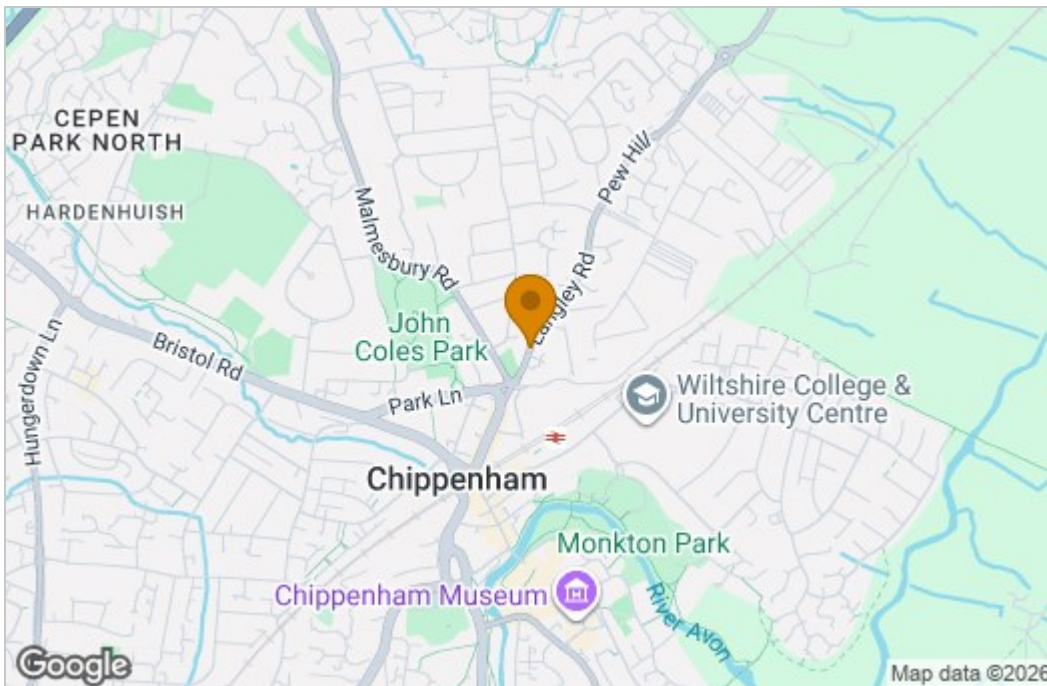 CEPEN
PARK NORTH
HARDENHUISH
Pew Hill
Malmesbury Rd
Langley Rd
John
Coles Park
Bristol Rd
Hungerdown Ln
Park Ln
Wiltshire College &
University Centre
Chippenham
Monkton Park
Chippenham Museum
River Avon
Google
Map data ©2026